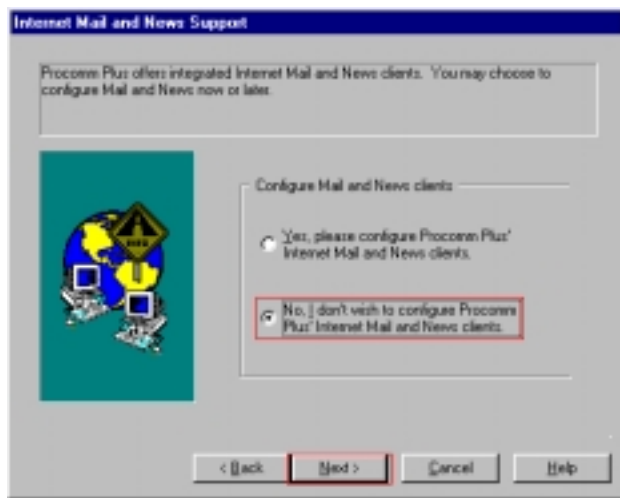 Internet Mail and News Support
Procomm Plus offers integrated Internet Mail and News clients. You may choose to
configure Mail and News now or later.
Configure Mail and News clients
Yes, please configure Procomm Plus'
Internet Mail and News clients.
No, I don't wish to configure Procomm
Plus' Internet Mail and News clients.
< Back
Next >
Cancel
Help